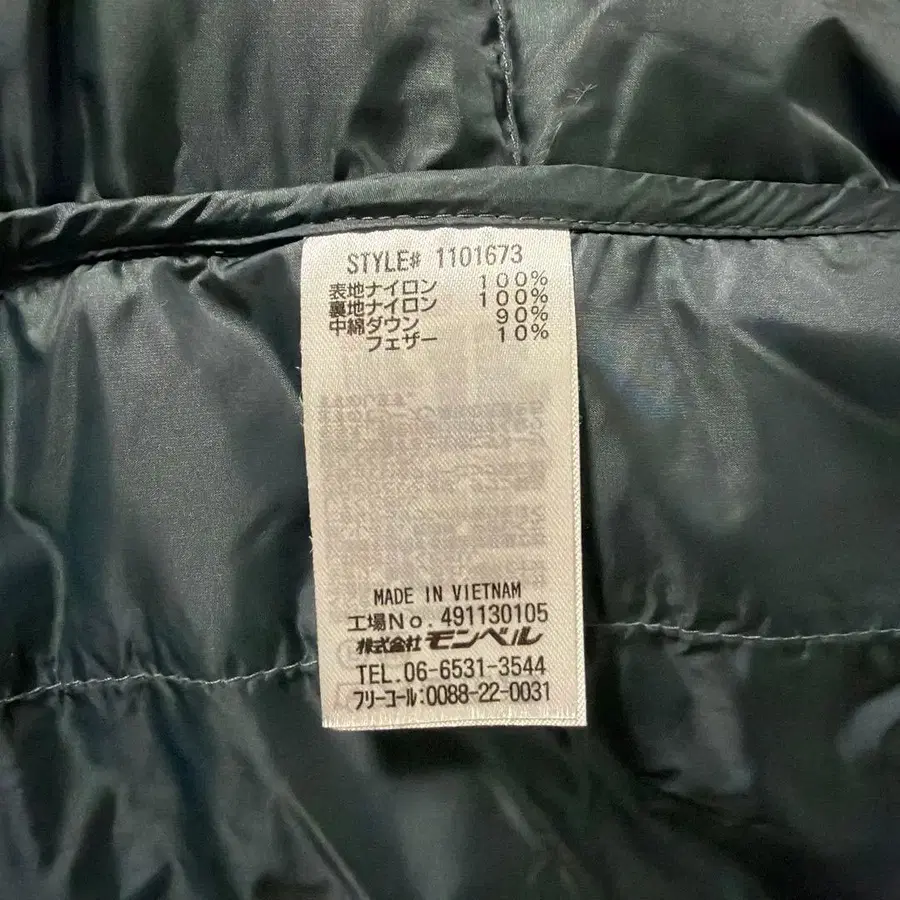 STYLE# 1101673
表地ナイロン 100%
裏地ナイロン 100%
中綿ダウン 90%
フェザー 10%
MADE IN VIETNAM
工場No. 491130105
株式会社 モンベル
TEL. 06-6531-3544
フリーコール:0088-22-0031